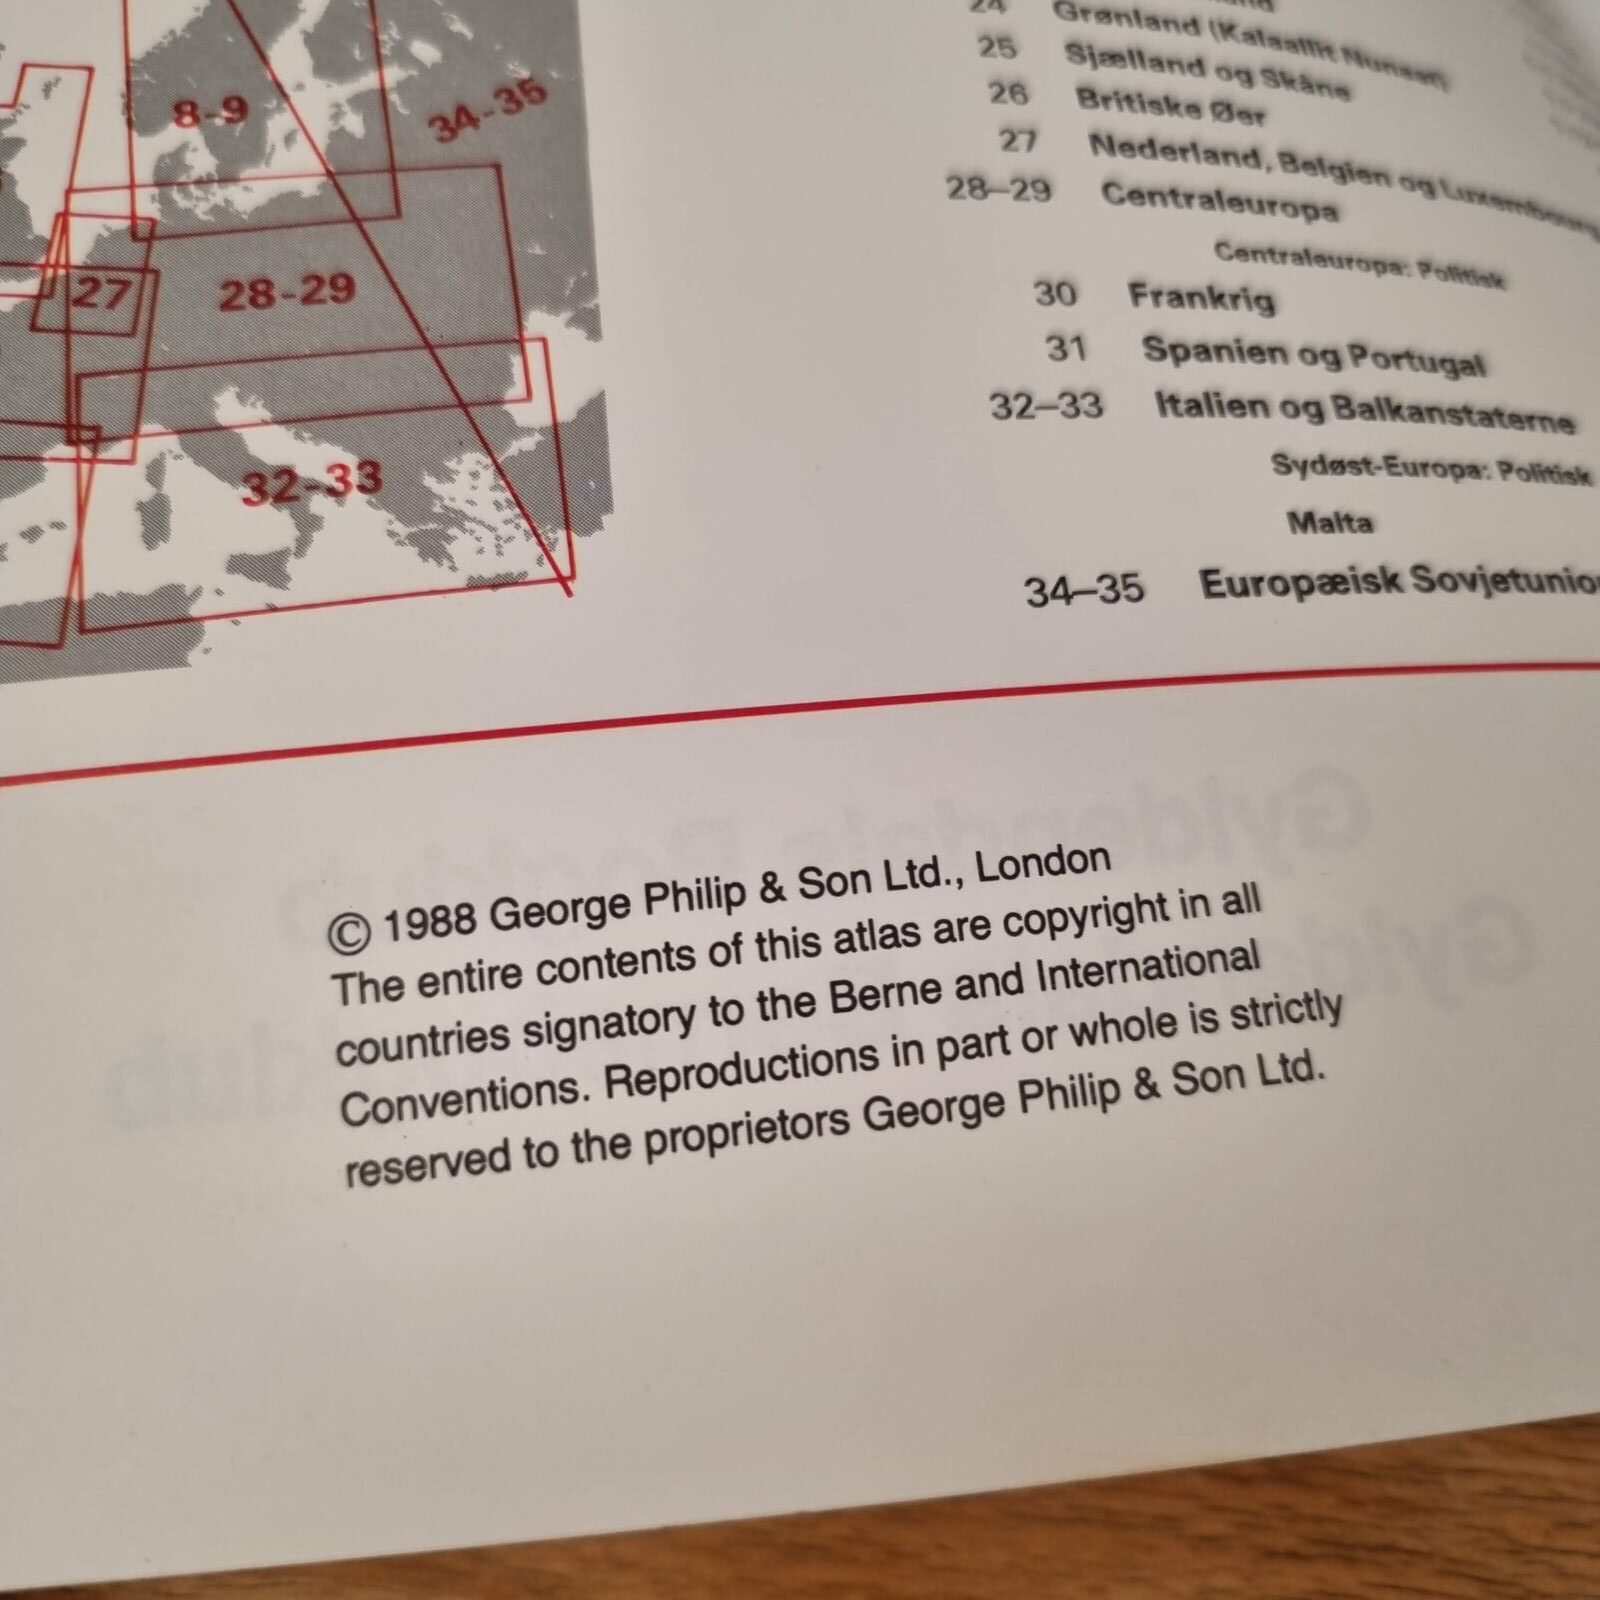 8-9
34-35
27
28-29
32-33
24 Grønland (Kalaallit Nunaat)
25 Sjælland og Skåne
26 Britiske Øer
27 Nederland, Belgien og Luxembourg
28–29 Centraleuropa
Centraleuropa: Politisk
30 Frankrig
31 Spanien og Portugal
32–33 Italien og Balkanstaterne
Sydøst-Europa: Politisk
Malta
34–35 Europæisk Sovjetunio
© 1988 George Philip & Son Ltd., London
The entire contents of this atlas are copyright in all
countries signatory to the Berne and International
Conventions. Reproductions in part or whole is strictly
reserved to the proprietors George Philip & Son Ltd.